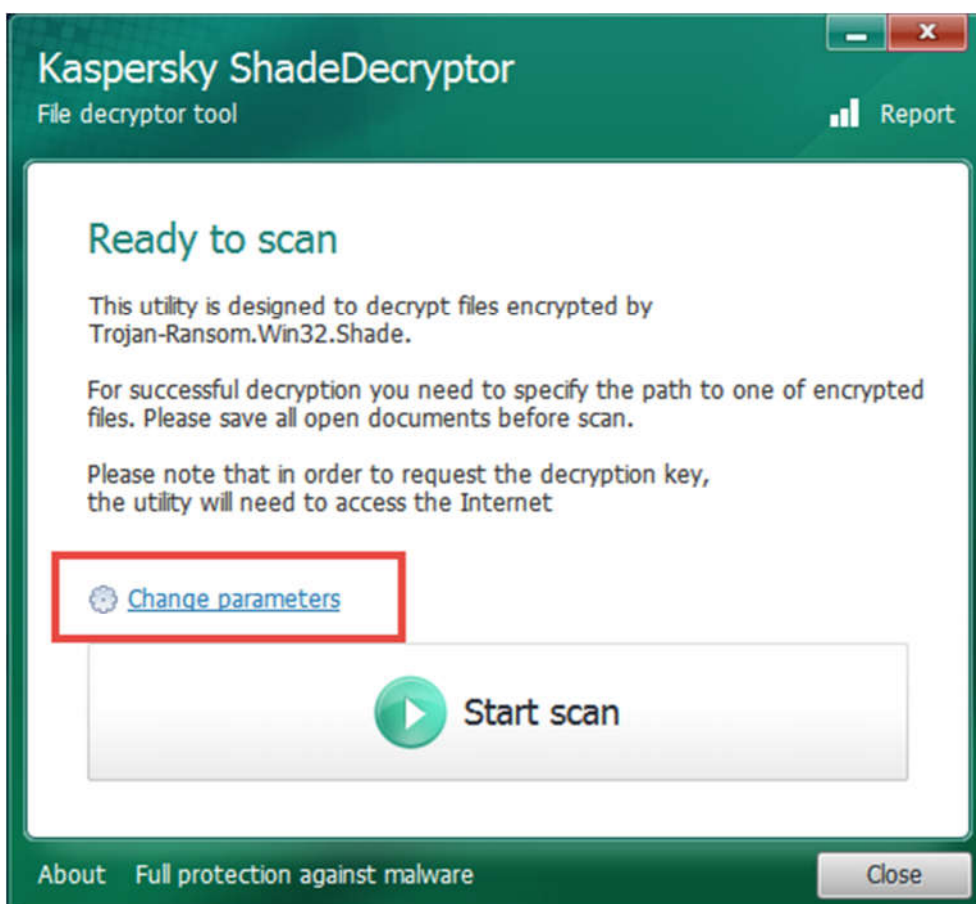 Kaspersky ShadeDecryptor
File decryptor tool
Report
Ready to scan
This utility is designed to decrypt files encrypted by
Trojan-Ransom.Win32.Shade.
For successful decryption you need to specify the path to one of encrypted
files. Please save all open documents before scan.
Please note that in order to request the decryption key,
the utility will need to access the Internet
Change parameters
Start scan
About Full protection against malware Close